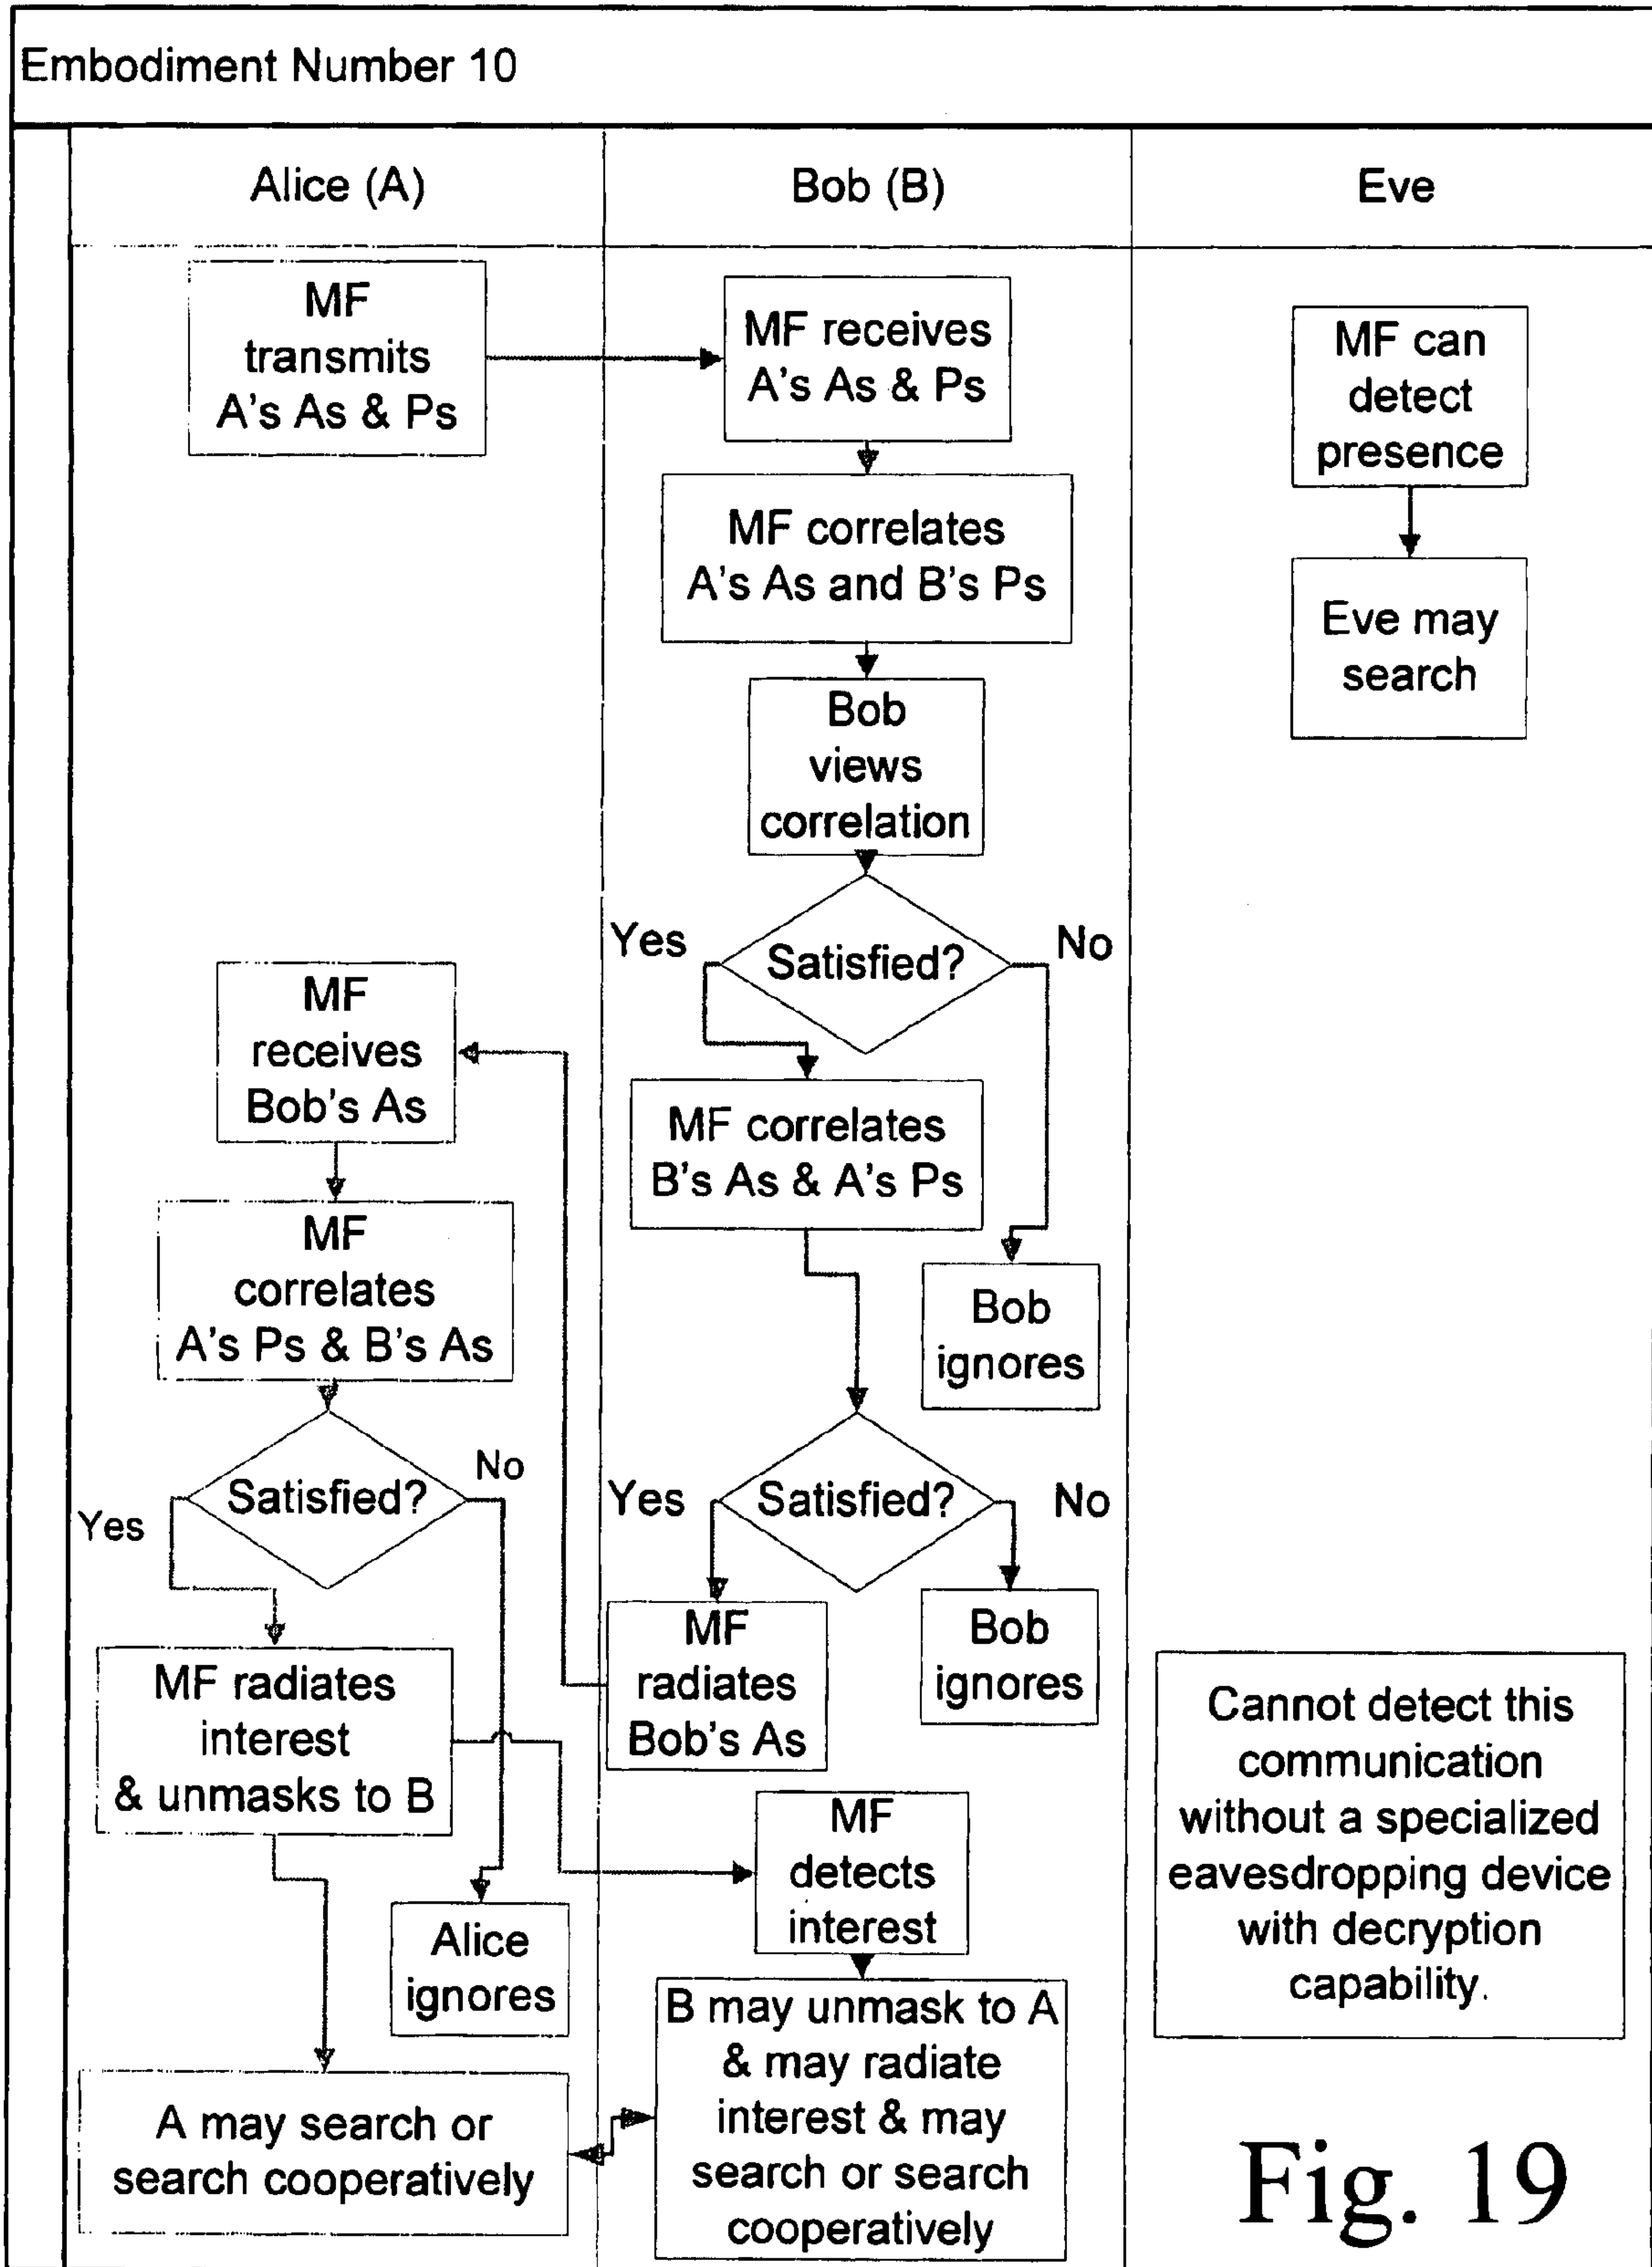 Embodiment Number 10
Alice (A)
Bob (B)
Eve
MF
transmits
A's As & Ps
MF receives
A's As & Ps
MF can
detect
presence
MF correlates
A's As and B's Ps
Eve may
search
Bob
views
correlation
Yes
Satisfied?
No
MF
receives
Bob's As
MF correlates
B's As & A's Ps
MF
correlates
A's Ps & B's As
Bob
ignores
Satisfied?
No
Yes
Yes
Satisfied?
No
MF radiates
interest
& unmasks to B
MF
radiates
Bob's As
Bob
ignores
Cannot detect this
communication
without a specialized
eavesdropping device
with decryption
capability.
MF
detects
interest
Alice
ignores
B may unmask to A
& may radiate
interest & may
search or search
cooperatively
A may search or
search cooperatively
Fig. 19